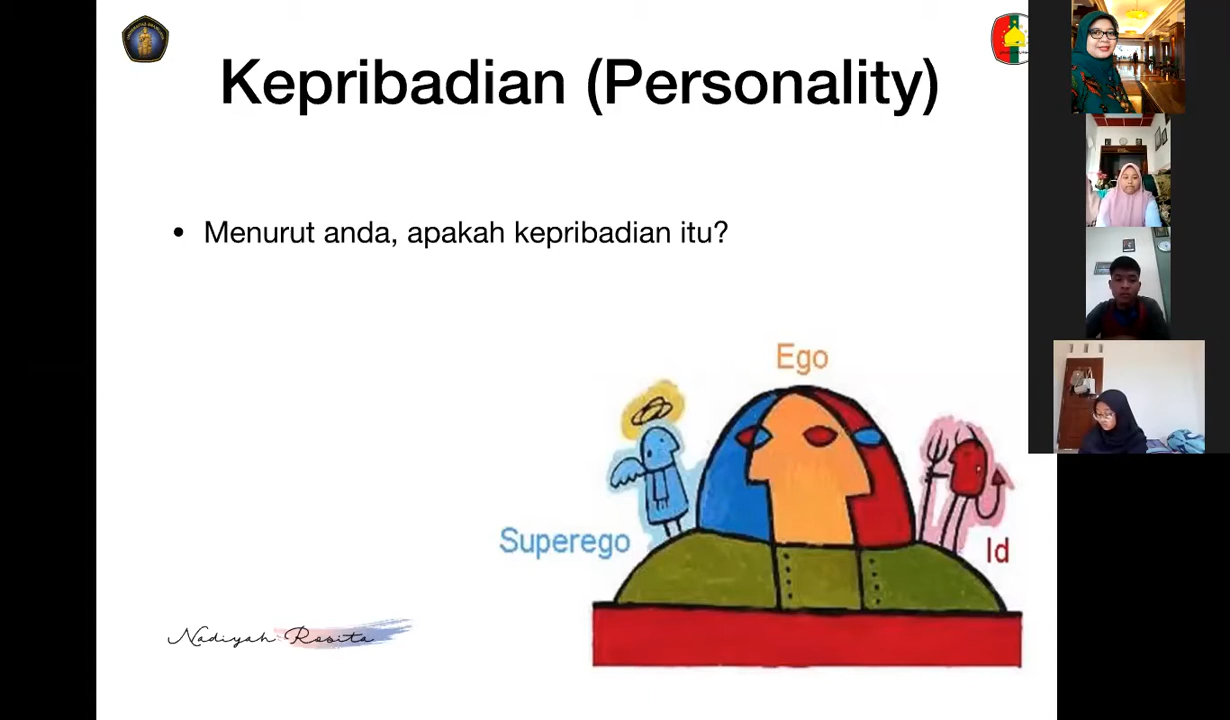 Kepribadian (Personality)
• Menurut anda, apakah kepribadian itu?
Ego
Superego
Id
Nadiyah Rosita